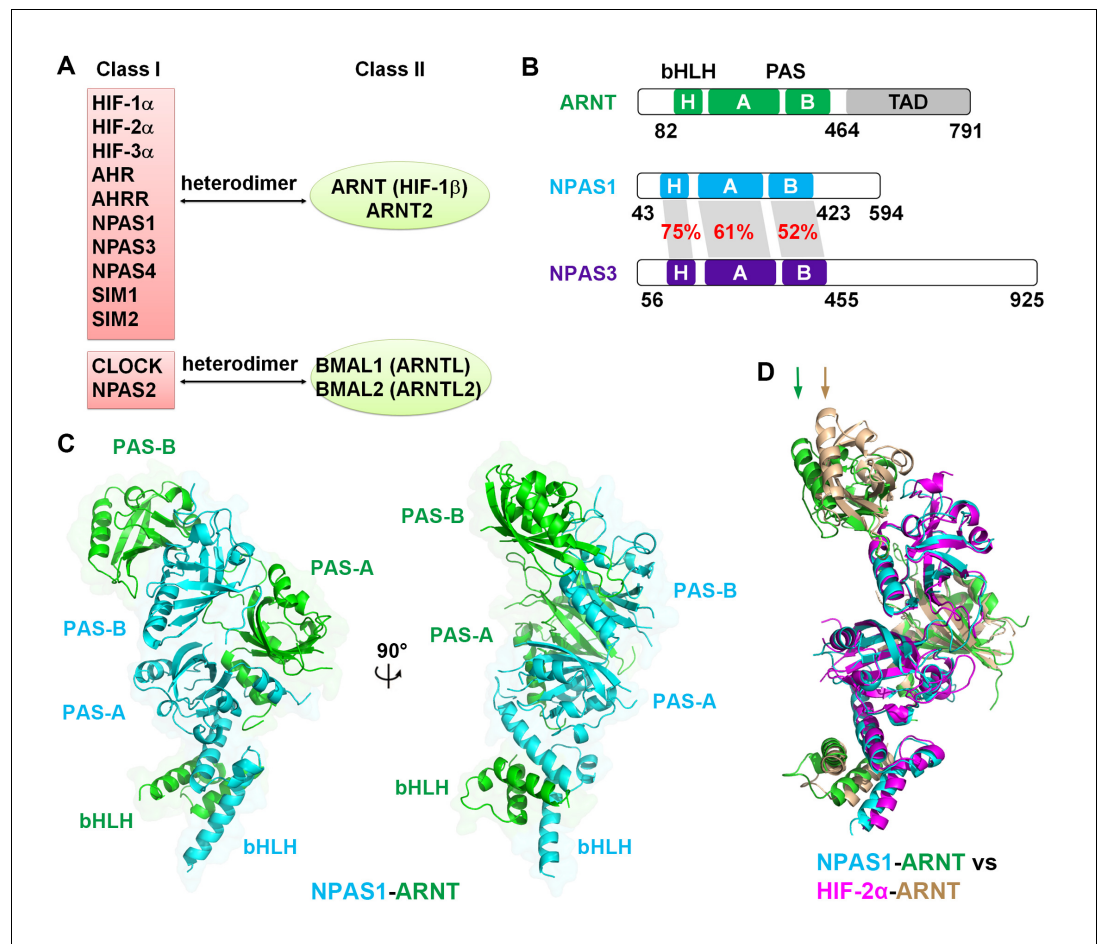 A
Class I
Class II
HIF-1α
HIF-2α
HIF-3α
AHR
AHRR
NPAS1
NPAS3
NPAS4
SIM1
SIM2
heterodimer
ARNT (HIF-1β)
ARNT2
CLOCK
NPAS2
heterodimer
BMAL1 (ARNTL)
BMAL2 (ARNTL2)
B
bHLH PAS
ARNT H A B TAD
82 464 791
NPAS1 H A B
43 423 594
75% 61% 52%
NPAS3 H A B
56 455 925
C
PAS-B
PAS-A
PAS-B
PAS-A
bHLH
bHLH
90°
PAS-B
PAS-B
PAS-A
PAS-A
bHLH
bHLH
NPAS1-ARNT
D
NPAS1-ARNT vs
HIF-2α-ARNT